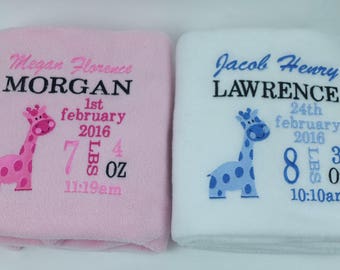 Megan Florence
MORGAN
1st
february
2016
7 LBS 4 OZ
11:19am
Jacob Henry
LAWRENCE
24th
february
2016
8 LBS 3
10:10am